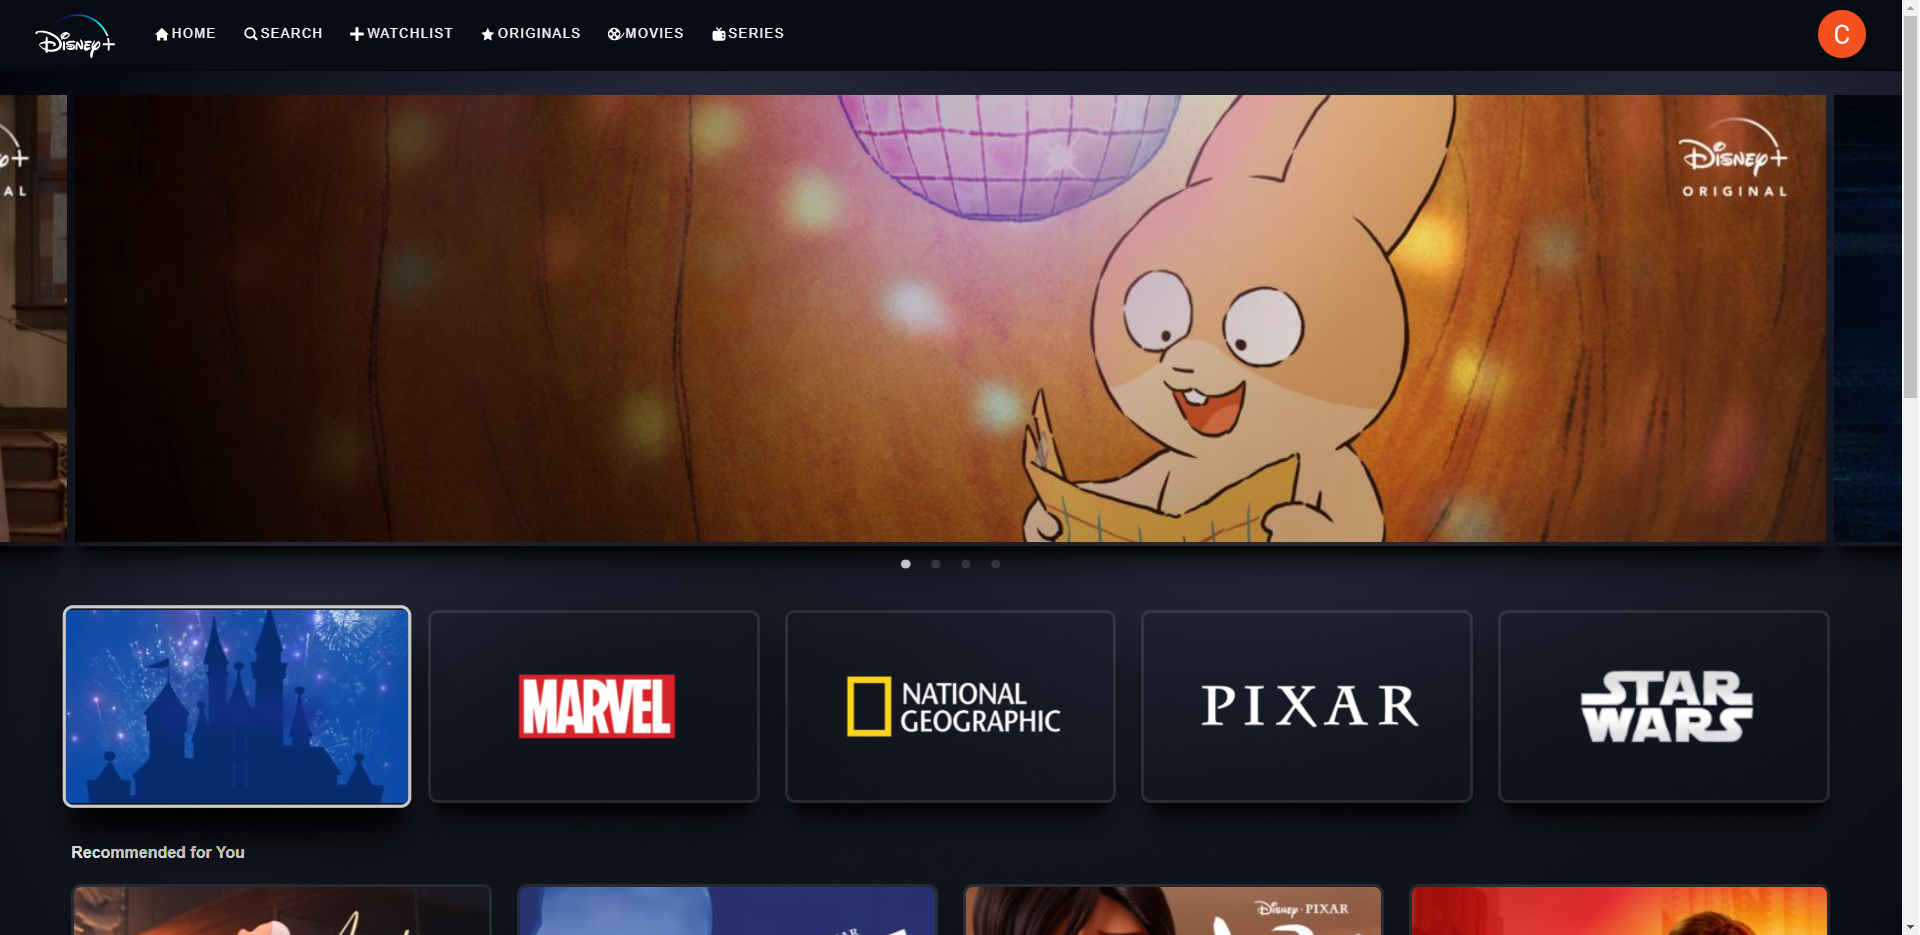 Disney+
HOME
SEARCH
WATCHLIST
ORIGINALS
MOVIES
SERIES
C
Disney+
ORIGINAL
MARVEL
NATIONAL
GEOGRAPHIC
PIXAR
STAR
WARS
Recommended for You
Disney · PIXAR